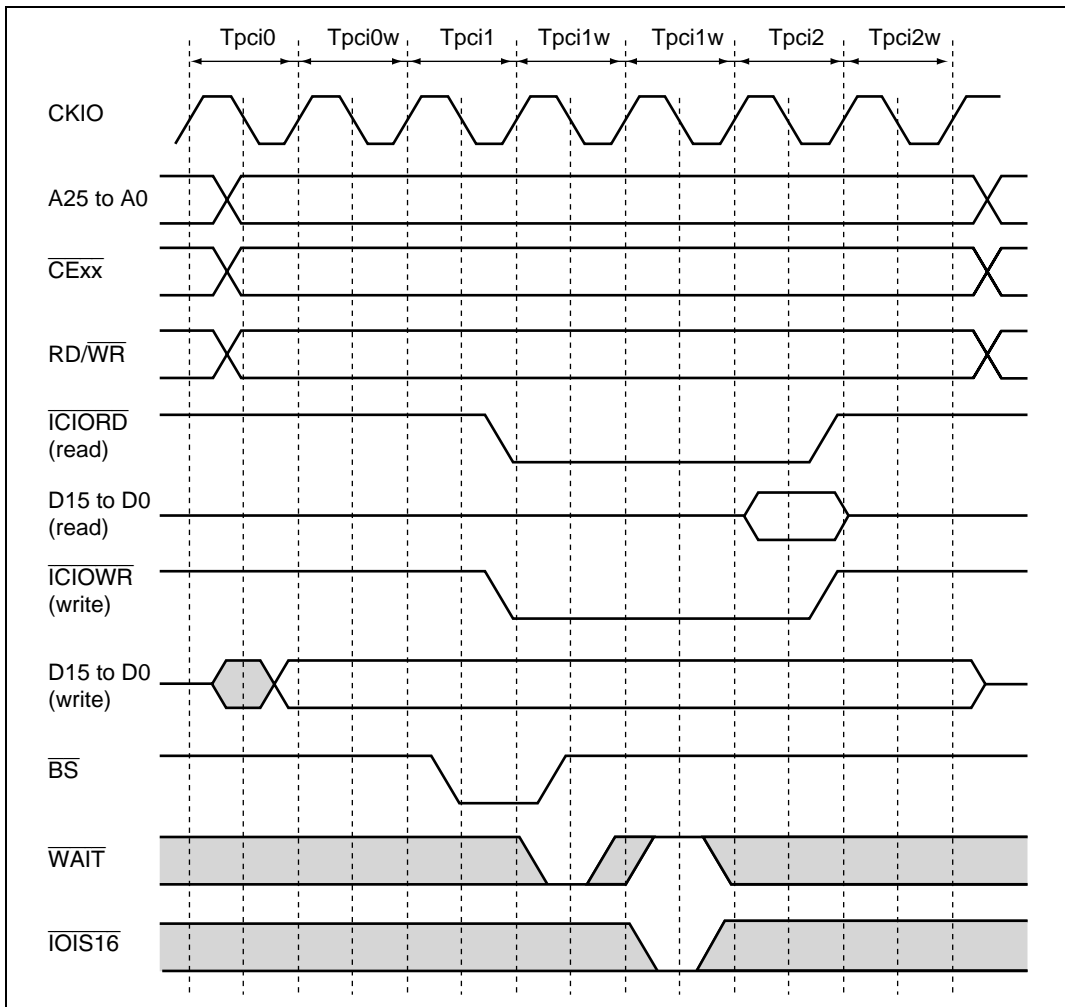 Tpci0 Tpci0w Tpci1 Tpci1w Tpci1w Tpci2 Tpci2w
CKIO
A25 to A0
CExx
RD/WR
ICIORD
(read)
D15 to D0
(read)
ICIOWR
(write)
D15 to D0
(write)
BS
WAIT
IOIS16